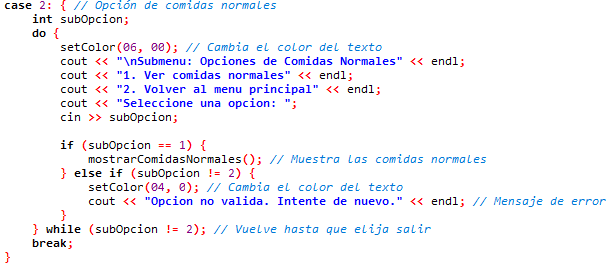 case 2: { // Opción de comidas normales
    int subOpcion;
    do {
        setColor(06, 00); // Cambia el color del texto
        cout << "\nSubmenu: Opciones de Comidas Normales" << endl;
        cout << "1. Ver comidas normales" << endl;
        cout << "2. Volver al menu principal" << endl;
        cout << "Seleccione una opcion: ";
        cin >> subOpcion;

        if (subOpcion == 1) {
            mostrarComidasNormales(); // Muestra las comidas normales
        } else if (subOpcion != 2) {
            setColor(04, 0); // Cambia el color del texto
            cout << "Opcion no valida. Intente de nuevo." << endl; // Mensaje de error
        }
    } while (subOpcion != 2); // Vuelve hasta que elija salir
    break;
}